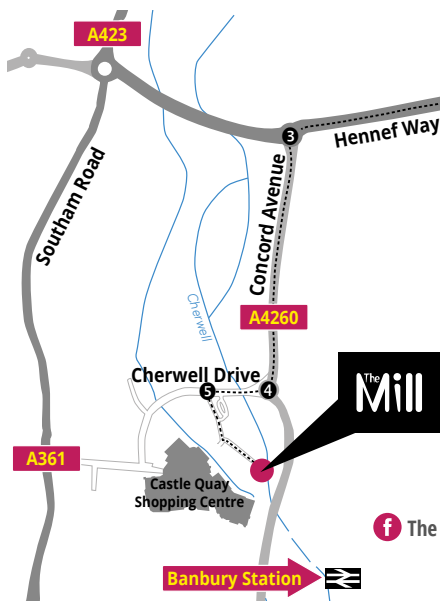 A423
3
Hennef Way
Southam Road
Concord Avenue
Cherwell
A4260
Cherwell Drive
5
4
The
Mill
A361
Castle Quay
Shopping Centre
f The
Banbury Station